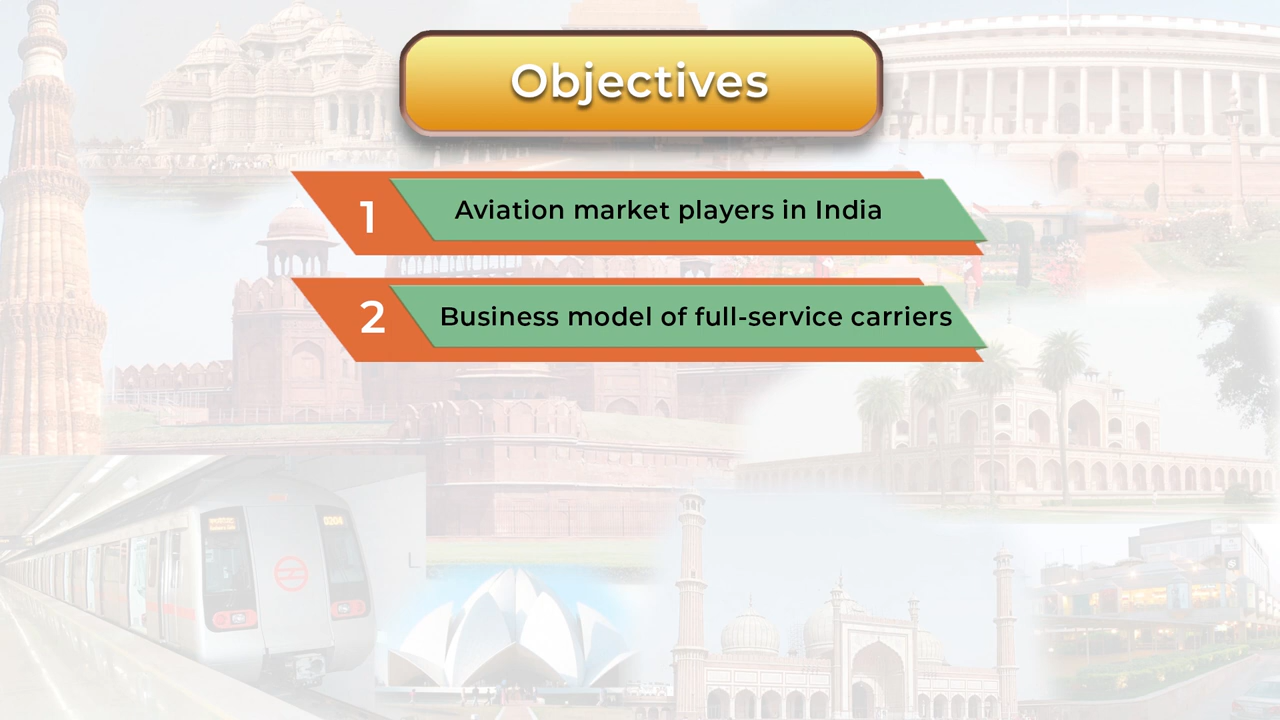 Objectives
1
Aviation market players in India
2
Business model of full-service carriers